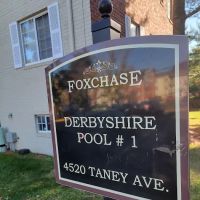 FOXCHASE
DERBYSHIRE
POOL # 1
4520 TANEY AVE.